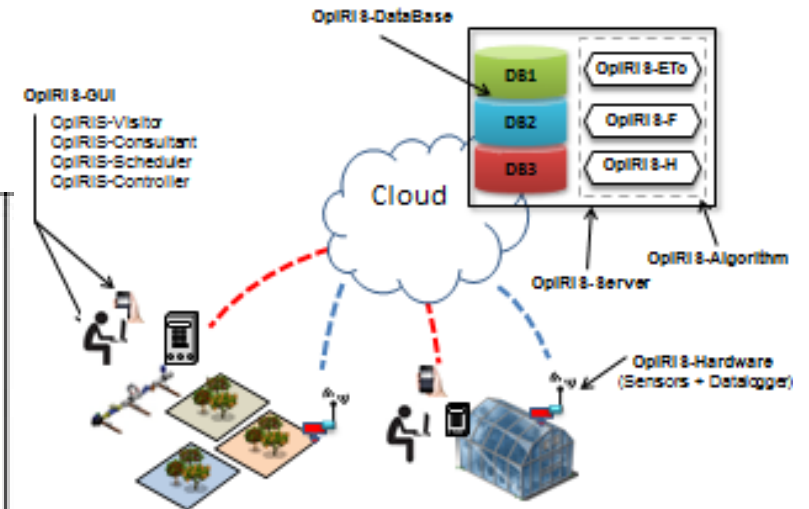 OpIRIS-DataBase
DB1
DB2
DB3
OpIRIS-ETo
OpIRIS-F
OpIRIS-H
OpIRIS-GUI
OpIRIS-Visitor
OpIRIS-Consultant
OpIRIS-Scheduler
OpIRIS-Controller
Cloud
OpIRIS-Algorithm
OpIRIS-Server
OpIRIS-Hardware
(Sensors + Datalogger)